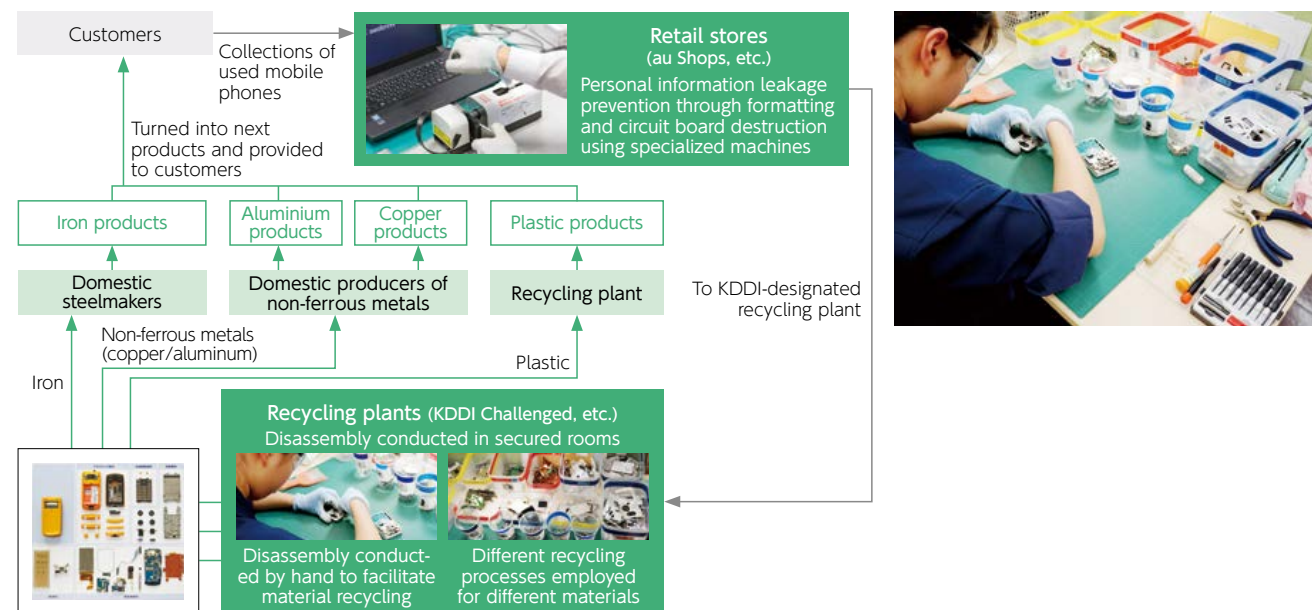 Customers
Collections of
used mobile
phones
Retail stores
(au Shops, etc.)
Personal information leakage
prevention through formatting
and circuit board destruction
using specialized machines
Turned into next
products and provided
to customers
Iron products
Aluminium
products
Copper
products
Plastic products
Domestic
steelmakers
Domestic producers of
non-ferrous metals
Recycling plant
To KDDI-designated
recycling plant
Non-ferrous metals
(copper/aluminum)
Iron
Plastic
Recycling plants (KDDI Challenged, etc.)
Disassembly conducted in secured rooms
Disassembly conduct-
ed by hand to facilitate
material recycling
Different recycling
processes employed
for different materials